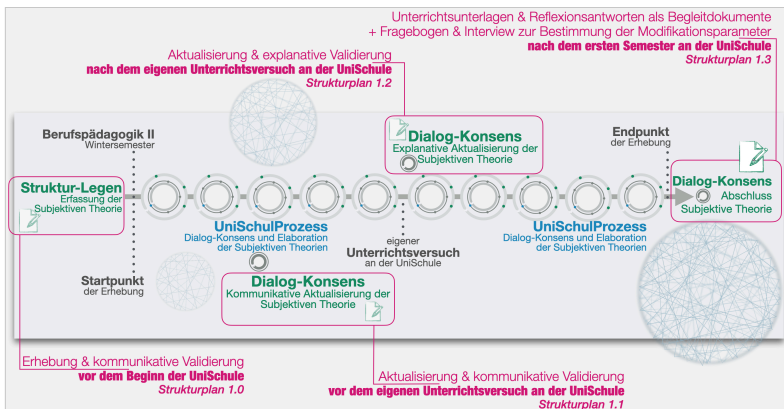 Unterrichtsunterlagen & Reflexionsantworten als Begleitdokumente
+ Fragebogen & Interview zur Bestimmung der Modifikationsparameter
nach dem ersten Semester an der UniSchule
Strukturplan 1.3
Aktualisierung & explanative Validierung
nach dem eigenen Unterrichtsversuch an der UniSchule
Strukturplan 1.2
Berufspädagogik II
Wintersemester
Dialog-Konsens
Explanative Aktualisierung der
Subjektiven Theorie
Endpunkt
der Erhebung
Struktur-Legen
Erfassung der
Subjektiven Theorie
Dialog-Konsens
Abschluss
Subjektive Theorie
UniSchulProzess
Dialog-Konsens und Elaboration
der Subjektiven Theorien
eigener
Unterrichtsversuch
an der UniSchule
UniSchulProzess
Dialog-Konsens und Elaboration
der Subjektiven Theorien
Startpunkt
der Erhebung
Dialog-Konsens
Kommunikative Aktualisierung der
Subjektiven Theorie
Erhebung & kommunikative Validierung
vor dem Beginn der UniSchule
Strukturplan 1.0
Aktualisierung & kommunikative Validierung
vor dem eigenen Unterrichtsversuch an der UniSchule
Strukturplan 1.1